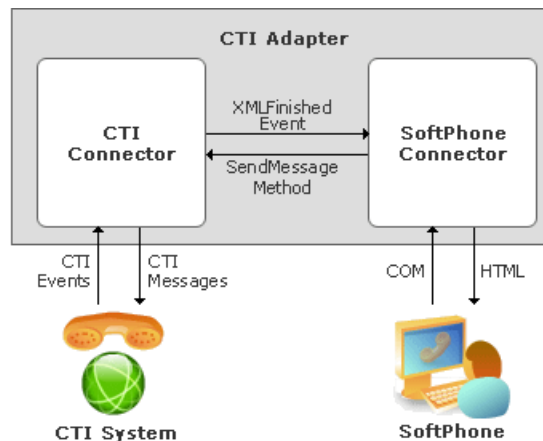 CTI Adapter
CTI
Connector
XMLFinished
Event
SendMessage
Method
SoftPhone
Connector
CTI
Events
CTI
Messages
COM
HTML
CTI System
SoftPhone